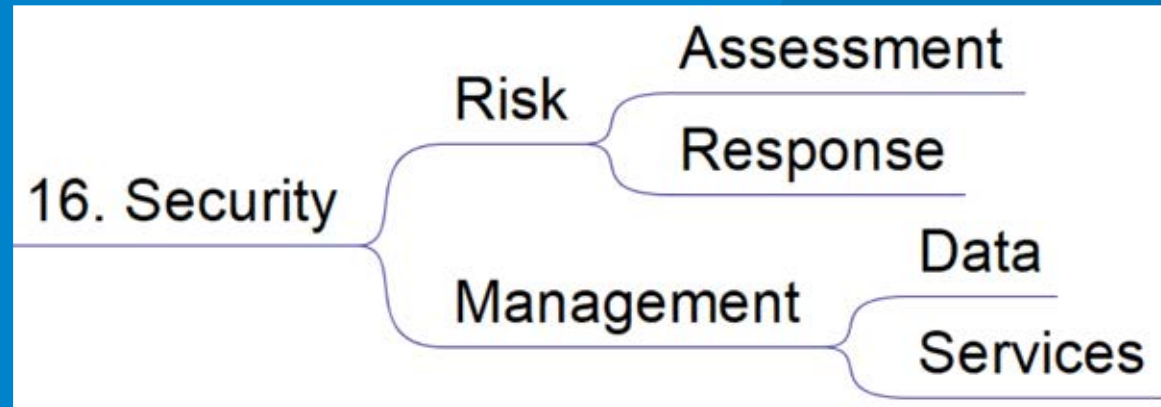 16. Security
Risk
Assessment
Response
Management
Data
Services